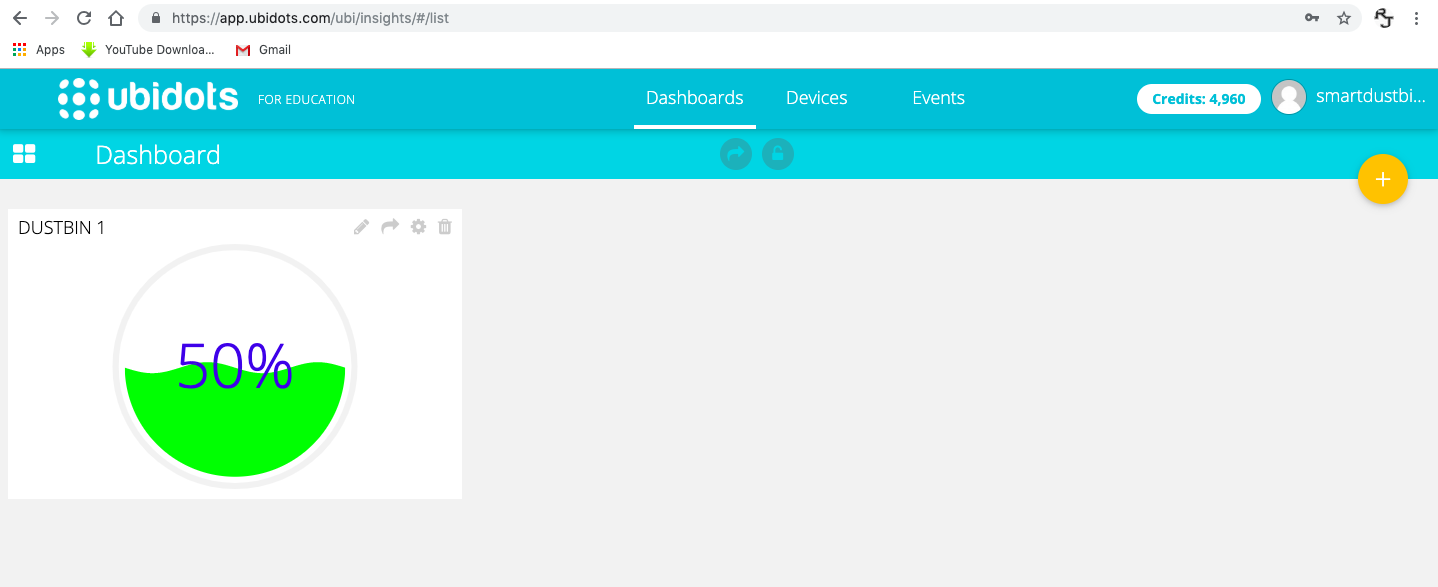 https://app.ubidots.com/ubi/insights/#/list
Apps YouTube Downloa... Gmail
ubidots FOR EDUCATION Dashboards Devices Events Credits: 4,960 smartdustbi...
Dashboard
DUSTBIN 1
50%